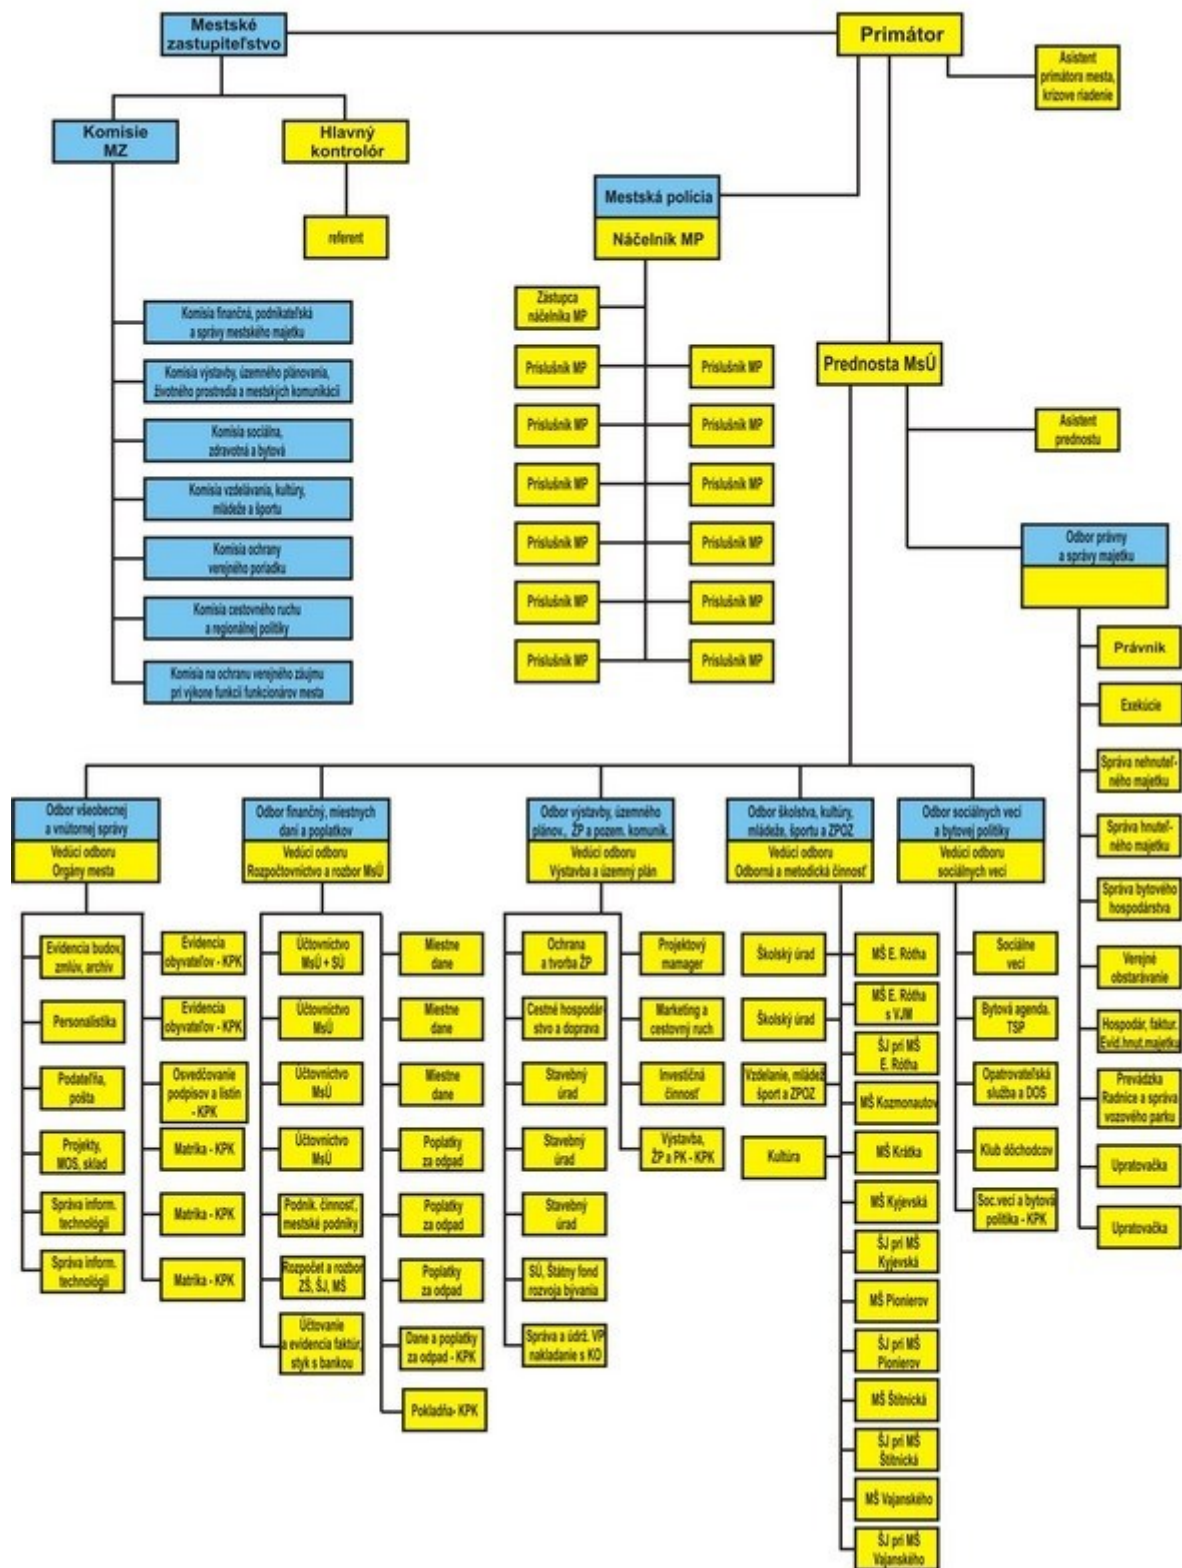 Mestské
zastupiteľstvo
Primátor
Asistent
primátora mesta,
krízove riadenie
Komisie
MZ
Hlavný
kontrolór
referent
Mestská polícia
Náčelník MP
Komisia finančná, podnikateľská
a správy mestského majetku
Komisia výstavby, územného plánovania,
životného prostredia a mestských komunikácií
Komisia sociálna,
zdravotná a bytová
Komisia vzdelávania, kultúry,
mládeže a športu
Komisia ochrany
verejného poriadku
Komisia cestovného ruchu
a regionálnej politiky
Komisia na ochranu verejného záujmu
pri výkone funkcií funkcionárov mesta
Zástupca
náčelníka MP
Príslušník MP
Príslušník MP
Príslušník MP
Príslušník MP
Príslušník MP
Príslušník MP
Príslušník MP
Príslušník MP
Príslušník MP
Príslušník MP
Príslušník MP
Príslušník MP
Prednosta MsÚ
Asistent
prednostu
Odbor právny
a správy majetku
Právnik
Exekúcie
Správa nehnuteľ-
ného majetku
Správa hnuteľ-
ného majetku
Správa bytového
hospodárstva
Verejné
obstarávanie
Hospodár, faktur.
Evid.hnut.majetku
Prevádzka
Radnice a správa
vozového parku
Upratovačka
Upratovačka
Odbor všeobecnej
a vnútornej správy
Vedúci odboru
Orgány mesta
Evidencia budov,
zmlúv, archív
Personalistika
Podateľňa,
pošta
Projekty,
MOS, sklad
Správa inform.
technológií
Správa inform.
technológií
Evidencia
obyvateľov - KPK
Evidencia
obyvateľov - KPK
Osvedčovanie
podpisov a listín
- KPK
Matrika - KPK
Matrika - KPK
Matrika - KPK
Odbor finančný, miestnych
daní a poplatkov
Vedúci odboru
Rozpočtovníctvo a rozbor MsÚ
Účtovníctvo
MsÚ + SÚ
Účtovníctvo
MsÚ
Účtovníctvo
MsÚ
Účtovníctvo
MsÚ
Podnik. činnosť,
mestské podniky
Rozpočet a rozbor
ZŠ, ŠJ, MŠ
Účtovanie
a evidencia faktúr,
styk s bankou
Miestne
dane
Miestne
dane
Miestne
dane
Poplatky
za odpad
Poplatky
za odpad
Poplatky
za odpad
Dane a poplatky
za odpad - KPK
Pokladňa- KPK
Odbor výstavby, územného
plánov., ŽP a pozem. komuník.
Vedúci odboru
Výstavba a územný plán
Ochrana
a tvorba ŽP
Cestné hospodár-
stvo a doprava
Stavebný
úrad
Stavebný
úrad
Stavebný
úrad
SÚ, Štátny fond
rozvoja bývania
Správa a údrž. VP
nakladanie s KO
Projektový
manager
Marketing a
cestovný ruch
Investičná
činnosť
Výstavba,
ŽP a PK - KPK
Odbor školstva, kultúry,
mládeže, športu a ZPOZ
Vedúci odboru
Odborná a metodická činnosť
Školský úrad
Školský úrad
Vzdelanie, mládež
šport a ZPOZ
Kultúra
MŠ E. Rótha
MŠ E. Rótha
s VJM
ŠJ pri MŠ
E. Rótha
MŠ Kozmonautov
MŠ Krátka
MŠ Kyjevská
ŠJ pri MŠ
Kyjevská
MŠ Pionierov
ŠJ pri MŠ
Pionierov
MŠ Štítnická
ŠJ pri MŠ
Štítnická
MŠ Vajanského
ŠJ pri MŠ
Vajanského
Odbor sociálnych vecí
a bytovej politiky
Vedúci odboru
sociálnych vecí
Sociálne
veci
Bytová agenda.
TSP
Opatrovateľská
služba a DOS
Klub dôchodcov
Soc.veci a bytová
politika - KPK